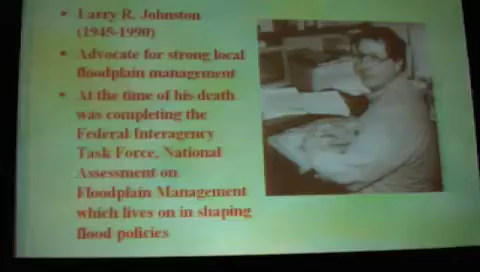 • Larry R. Johnston
(1945-1990)
• Advocate for strong local
floodplain management
• At the time of his death
was completing the
Federal Interagency
Task Force, National
Assessment on
Floodplain Management
which lives on in shaping
flood policies